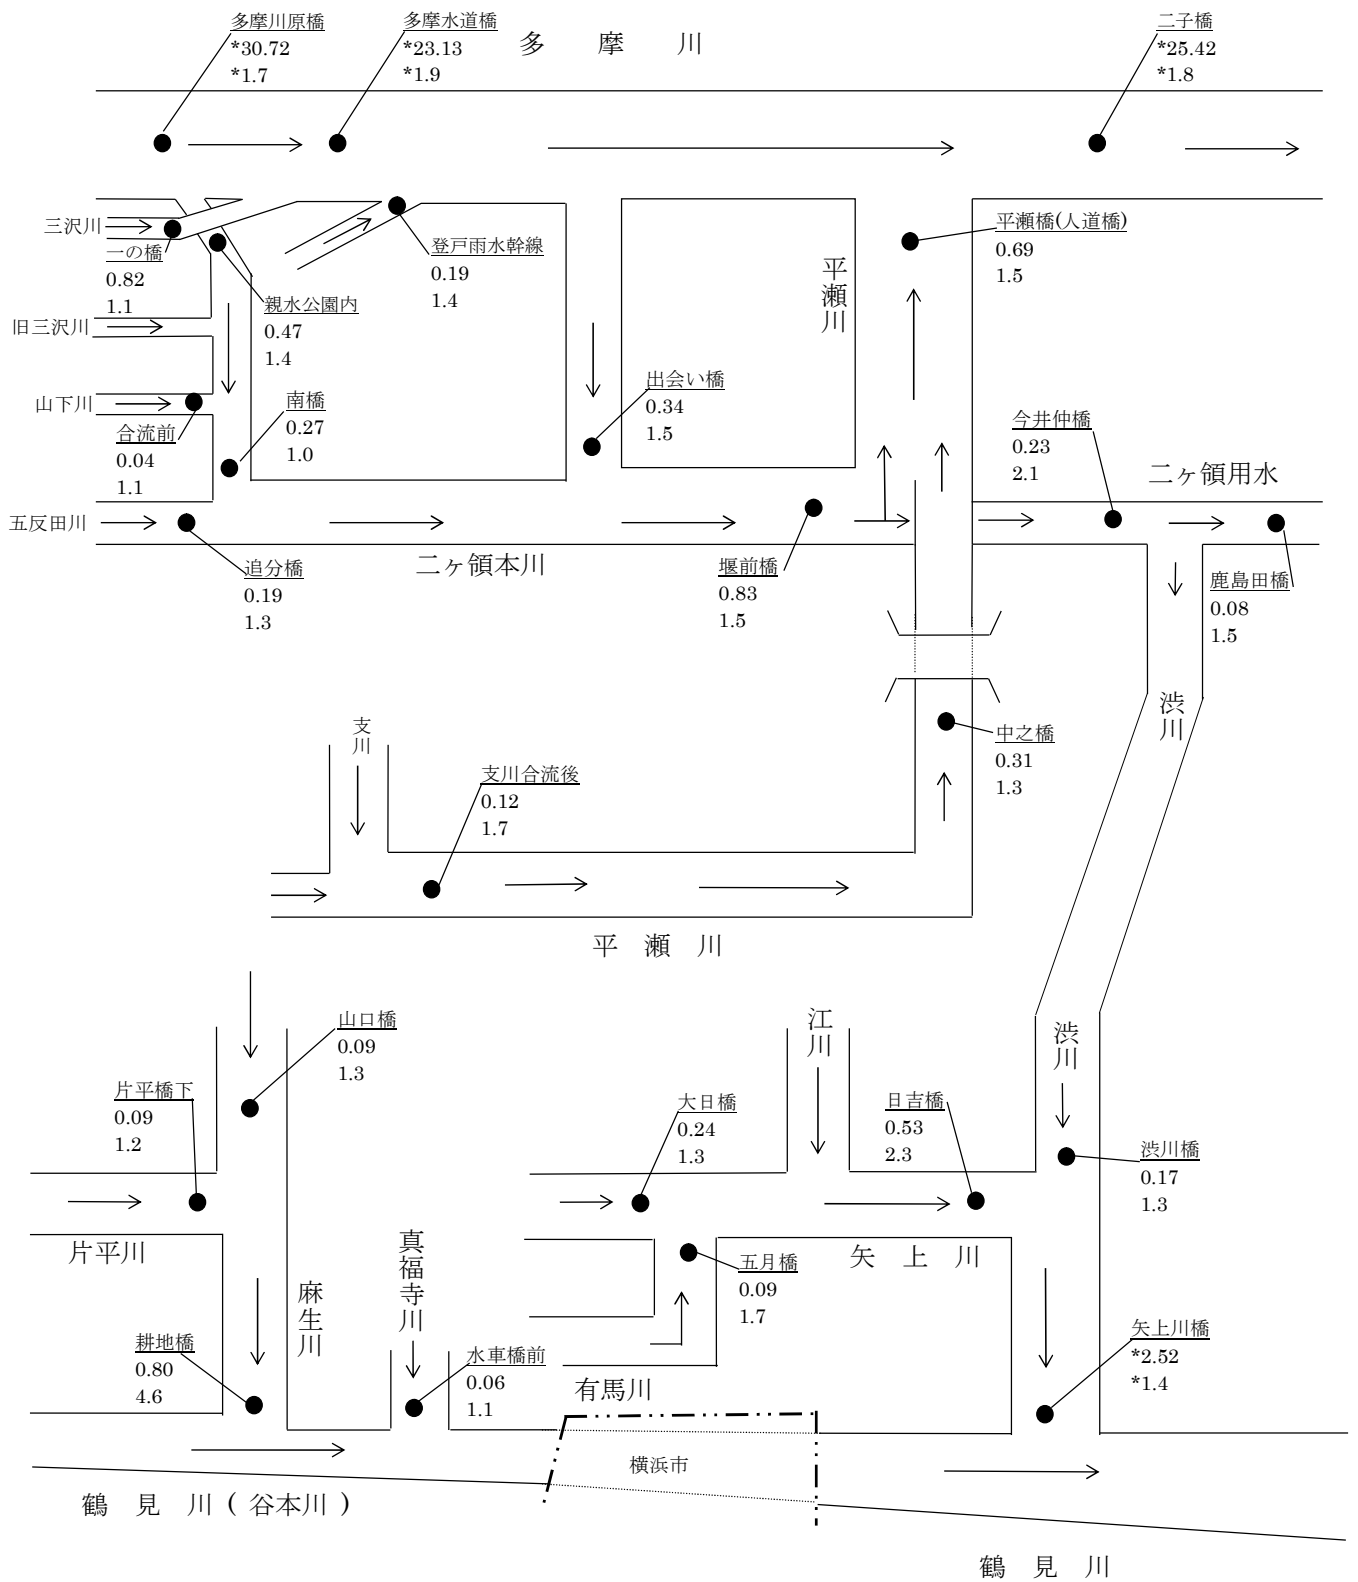 多摩川原橋
*30.72
*1.7
多摩水道橋
*23.13
*1.9
多 摩 川
二子橋
*25.42
*1.8
三沢川
一の橋
0.82
1.1
登戸雨水幹線
0.19
1.4
平瀬川
平瀬橋(人道橋)
0.69
1.5
親水公園内
0.47
1.4
旧三沢川
山下川
合流前
0.04
1.1
南橋
0.27
1.0
出会い橋
0.34
1.5
今井仲橋
0.23
2.1
二ヶ領用水
五反田川
追分橋
0.19
1.3
二ヶ領本川
堰前橋
0.83
1.5
鹿島田橋
0.08
1.5
渋川
支川
中之橋
0.31
1.3
支川合流後
0.12
1.7
平 瀬 川
山口橋
0.09
1.3
江川
渋川
片平橋下
0.09
1.2
大日橋
0.24
1.3
日吉橋
0.53
2.3
渋川橋
0.17
1.3
片平川
麻生川
真福寺川
五月橋
0.09
1.7
矢 上 川
耕地橋
0.80
4.6
水車橋前
0.06
1.1
有馬川
矢上川橋
*2.52
*1.4
横浜市
鶴 見 川 ( 谷本川 )
鶴 見 川